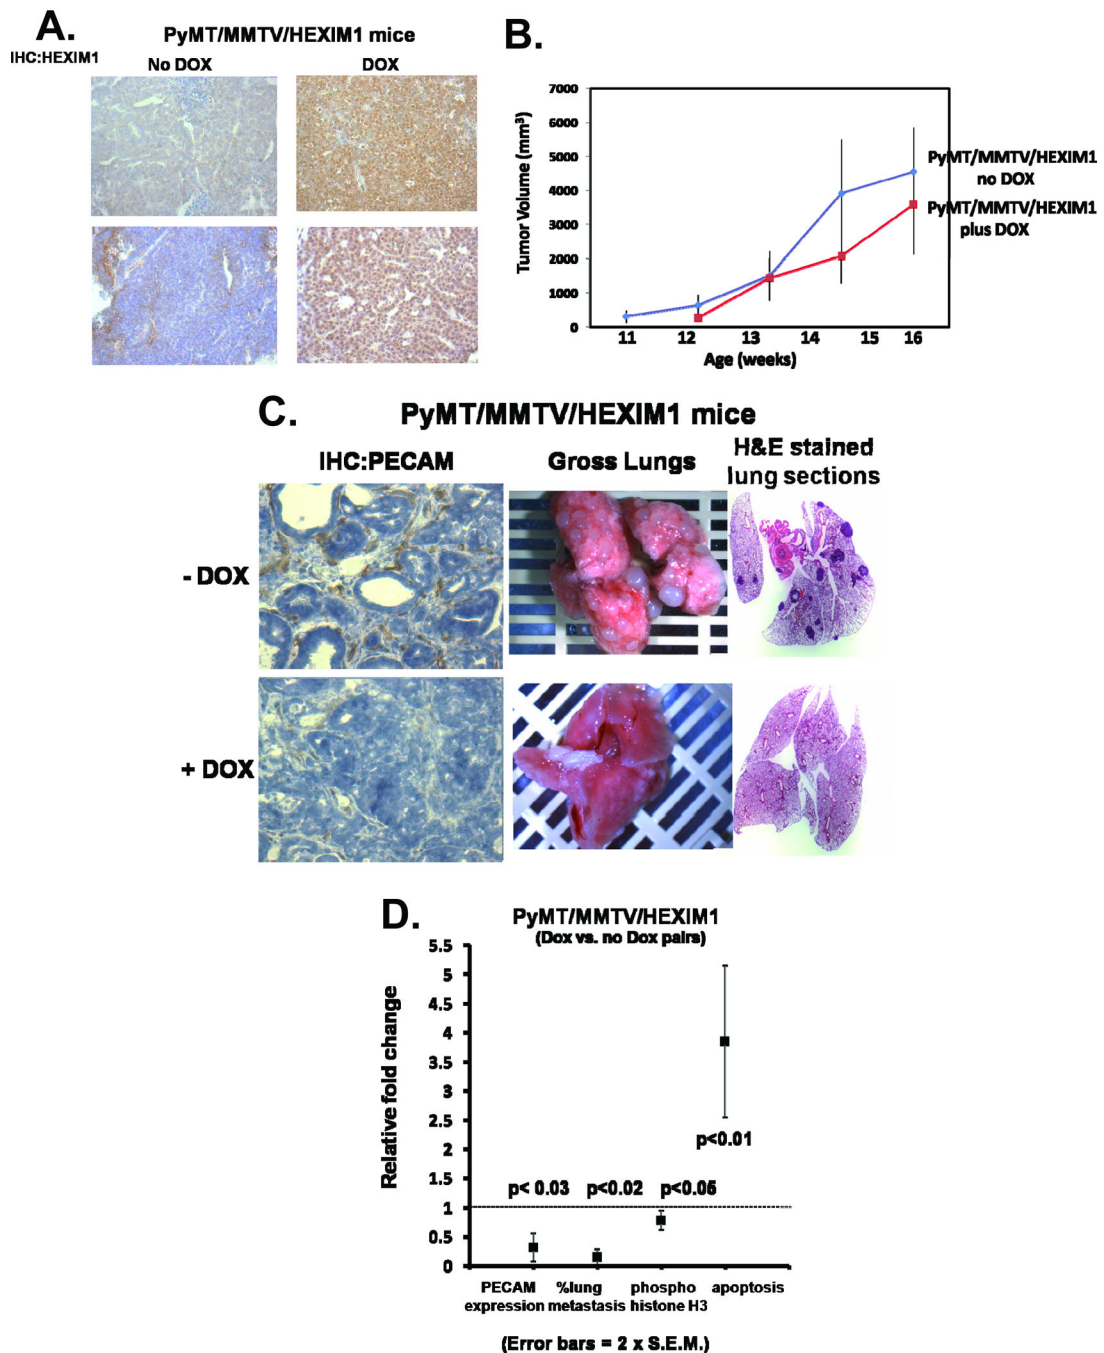 A.
PyMT/MMTV/HEXIM1 mice
IHC:HEXIM1
No DOX
DOX
B.
Tumor Volume (mm³)
7000
6000
5000
4000
3000
2000
1000
0
11 12 13 14 15 16
Age (weeks)
PyMT/MMTV/HEXIM1
no DOX
PyMT/MMTV/HEXIM1
plus DOX
C.
PyMT/MMTV/HEXIM1 mice
IHC:PECAM
Gross Lungs
H&E stained
lung sections
- DOX
+ DOX
D.
PyMT/MMTV/HEXIM1
(Dox vs. no Dox pairs)
Relative fold change
5.5
5
4.5
4
3.5
3
2.5
2
1.5
1
0.5
0
p< 0.03
p<0.02
p<0.05
p<0.01
PECAM
expression
%lung
metastasis
phospho
histone H3
apoptosis
(Error bars = 2 x S.E.M.)